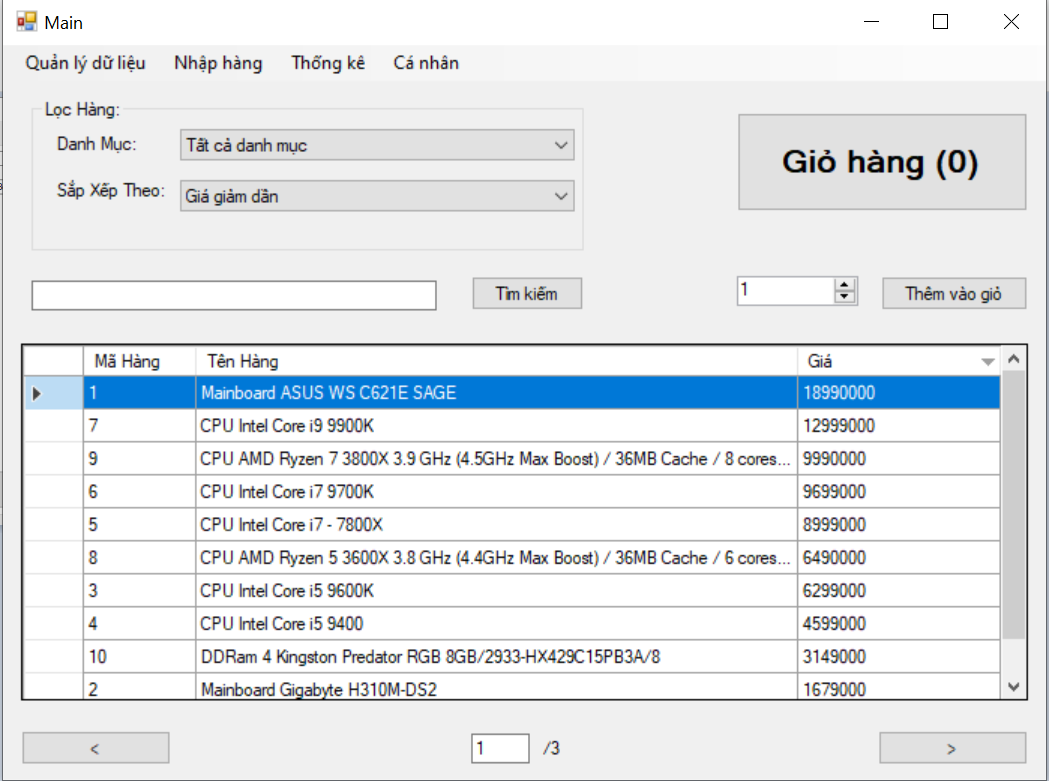 Main
Quản lý dữ liệu Nhập hàng Thống kê Cá nhân
Lọc Hàng:
Danh Mục: Tất cả danh mục
Sắp Xếp Theo: Giá giảm dần
Giỏ hàng (0)
Tìm kiếm 1 Thêm vào giỏ
Mã Hàng Tên Hàng Giá
1 Mainboard ASUS WS C621E SAGE 18990000
7 CPU Intel Core i9 9900K 12999000
9 CPU AMD Ryzen 7 3800X 3.9 GHz (4.5GHz Max Boost) / 36MB Cache / 8 cores... 9990000
6 CPU Intel Core i7 9700K 9699000
5 CPU Intel Core i7 - 7800X 8999000
8 CPU AMD Ryzen 5 3600X 3.8 GHz (4.4GHz Max Boost) / 36MB Cache / 6 cores... 6490000
3 CPU Intel Core i5 9600K 6299000
4 CPU Intel Core i5 9400 4599000
10 DDRam 4 Kingston Predator RGB 8GB/2933-HX429C15PB3A/8 3149000
2 Mainboard Gigabyte H310M-DS2 1679000
< 1 /3 >